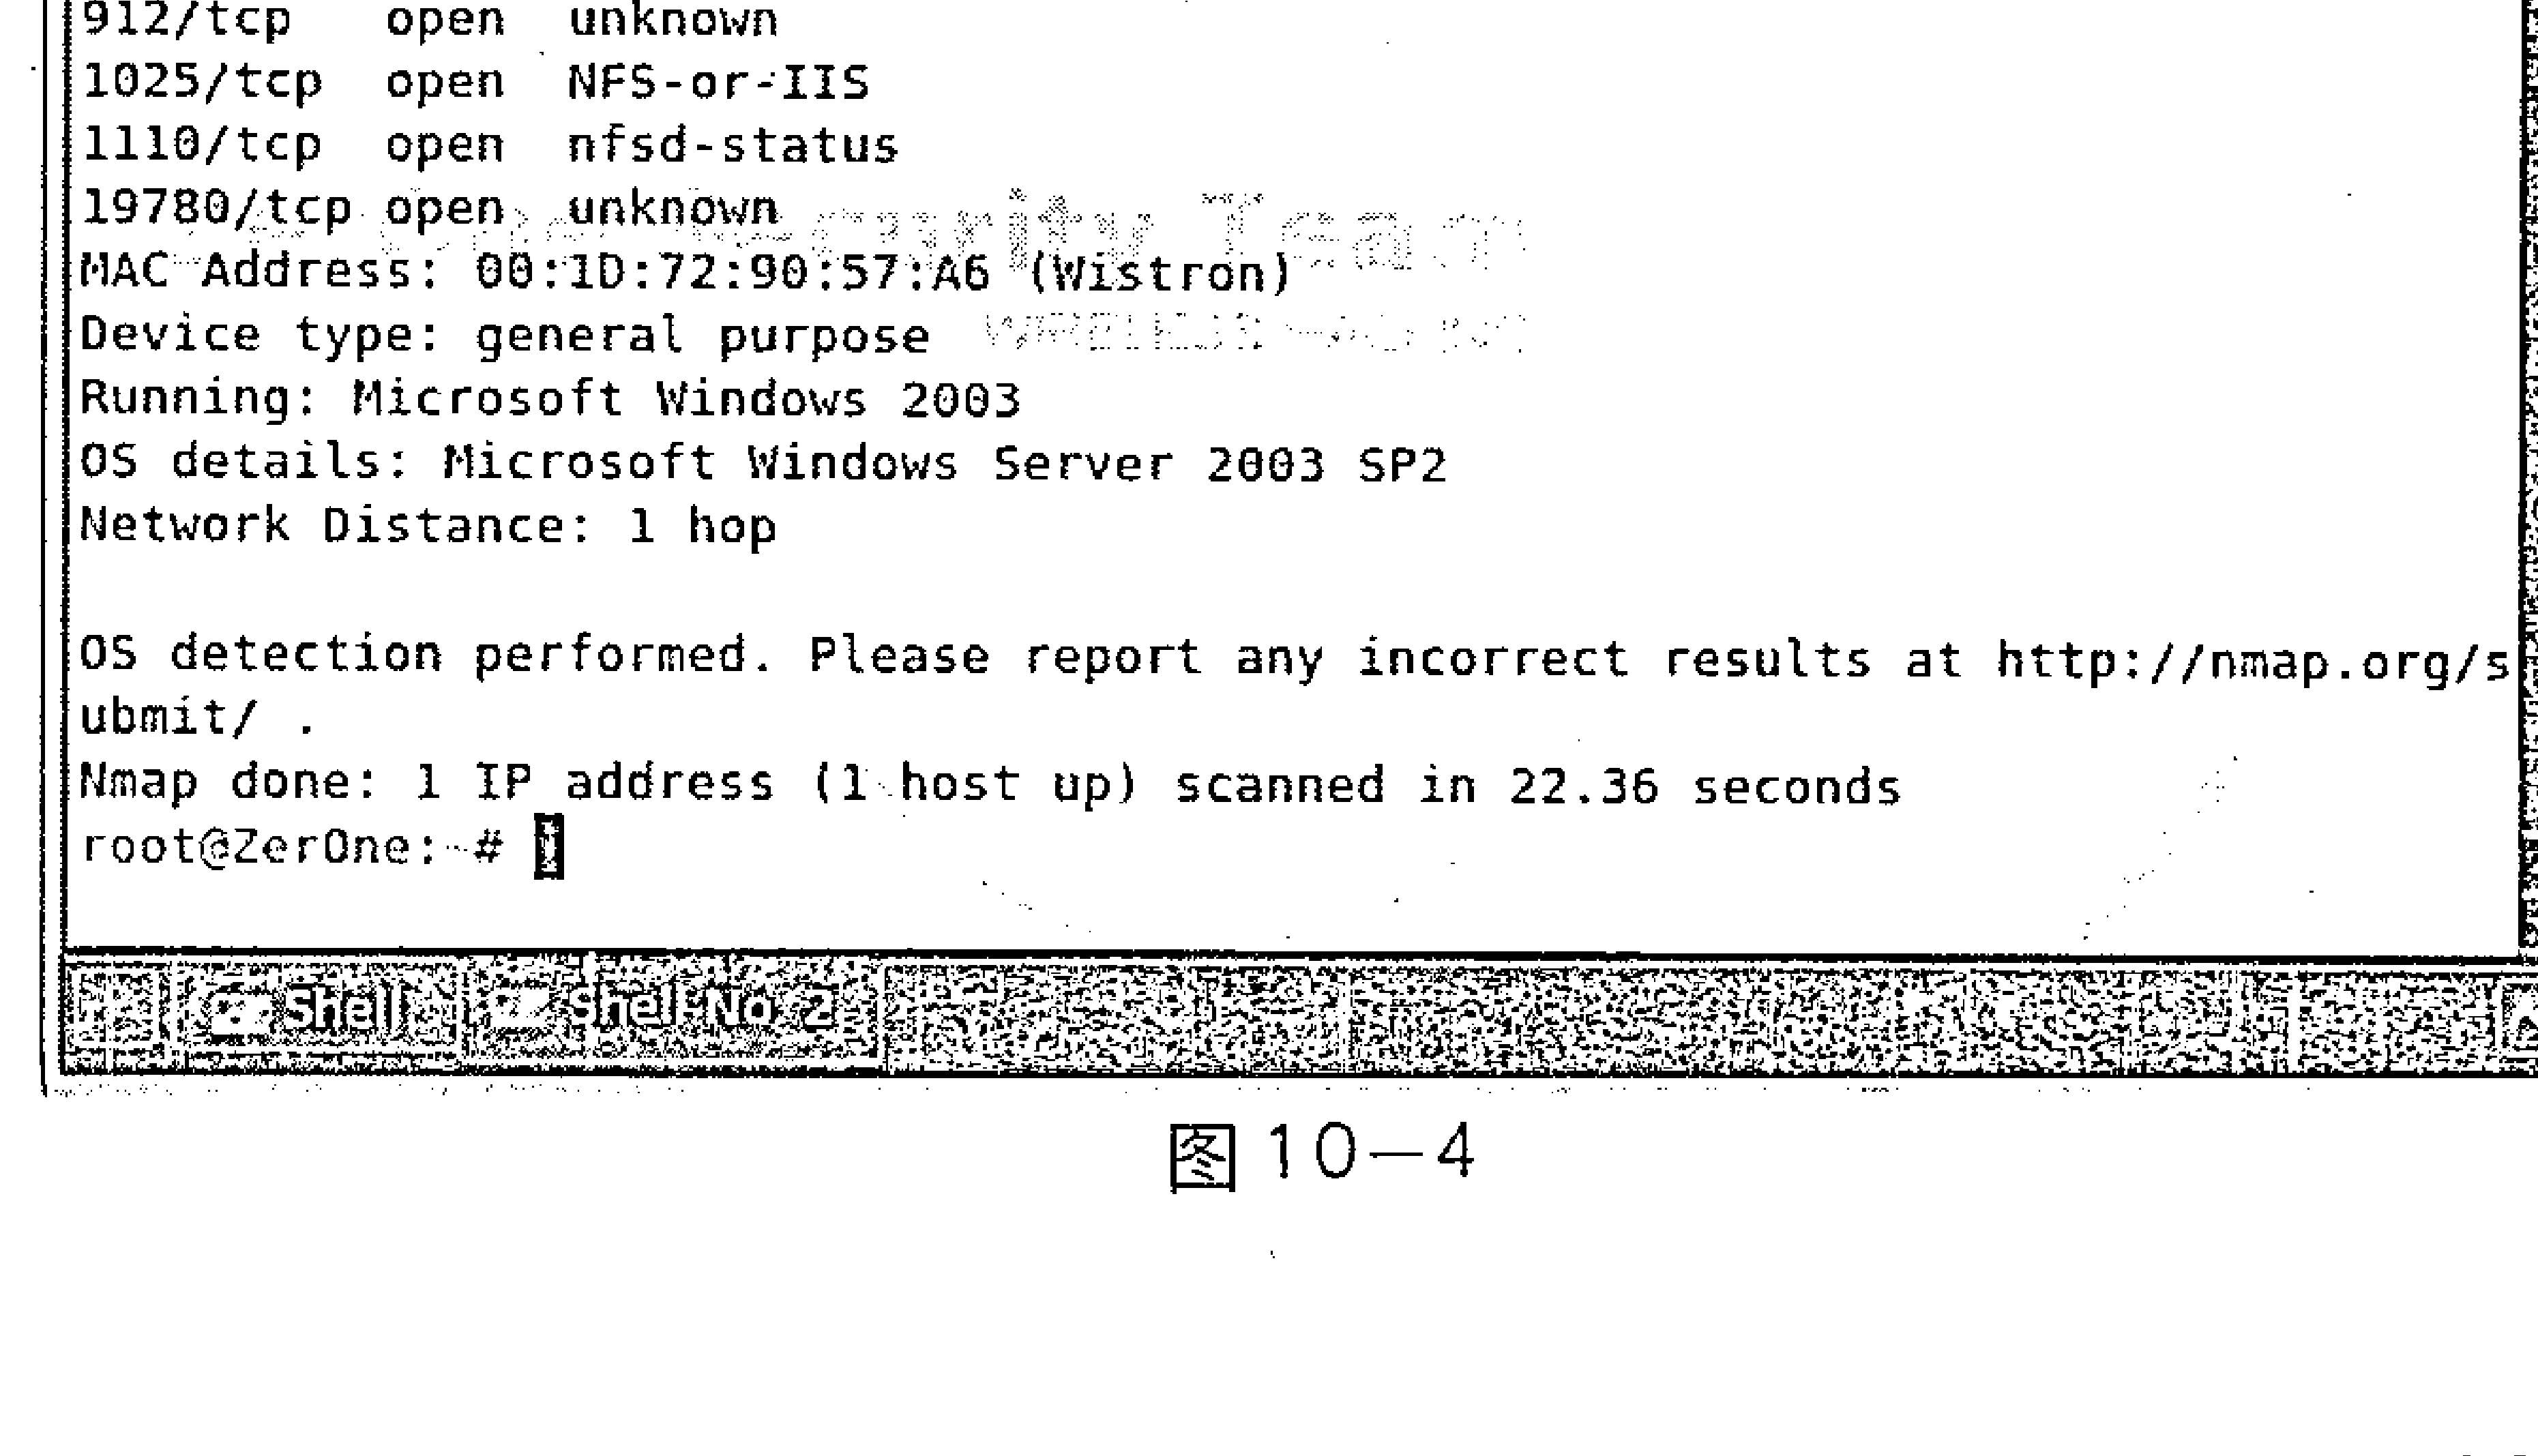 912/tcp   open  unknown
1025/tcp  open  NFS-or-IIS
1110/tcp  open  nfsd-status
19780/tcp open  unknown
MAC Address: 00:1D:72:90:57:A6 (Wistron)
Device type: general purpose
Running: Microsoft Windows 2003
OS details: Microsoft Windows Server 2003 SP2
Network Distance: 1 hop
OS detection performed. Please report any incorrect results at http://nmap.org/s
ubmit/ .
Nmap done: 1 IP address (1 host up) scanned in 22.36 seconds
root@ZerOne:~#
Shell Shell No. 2
图10-4